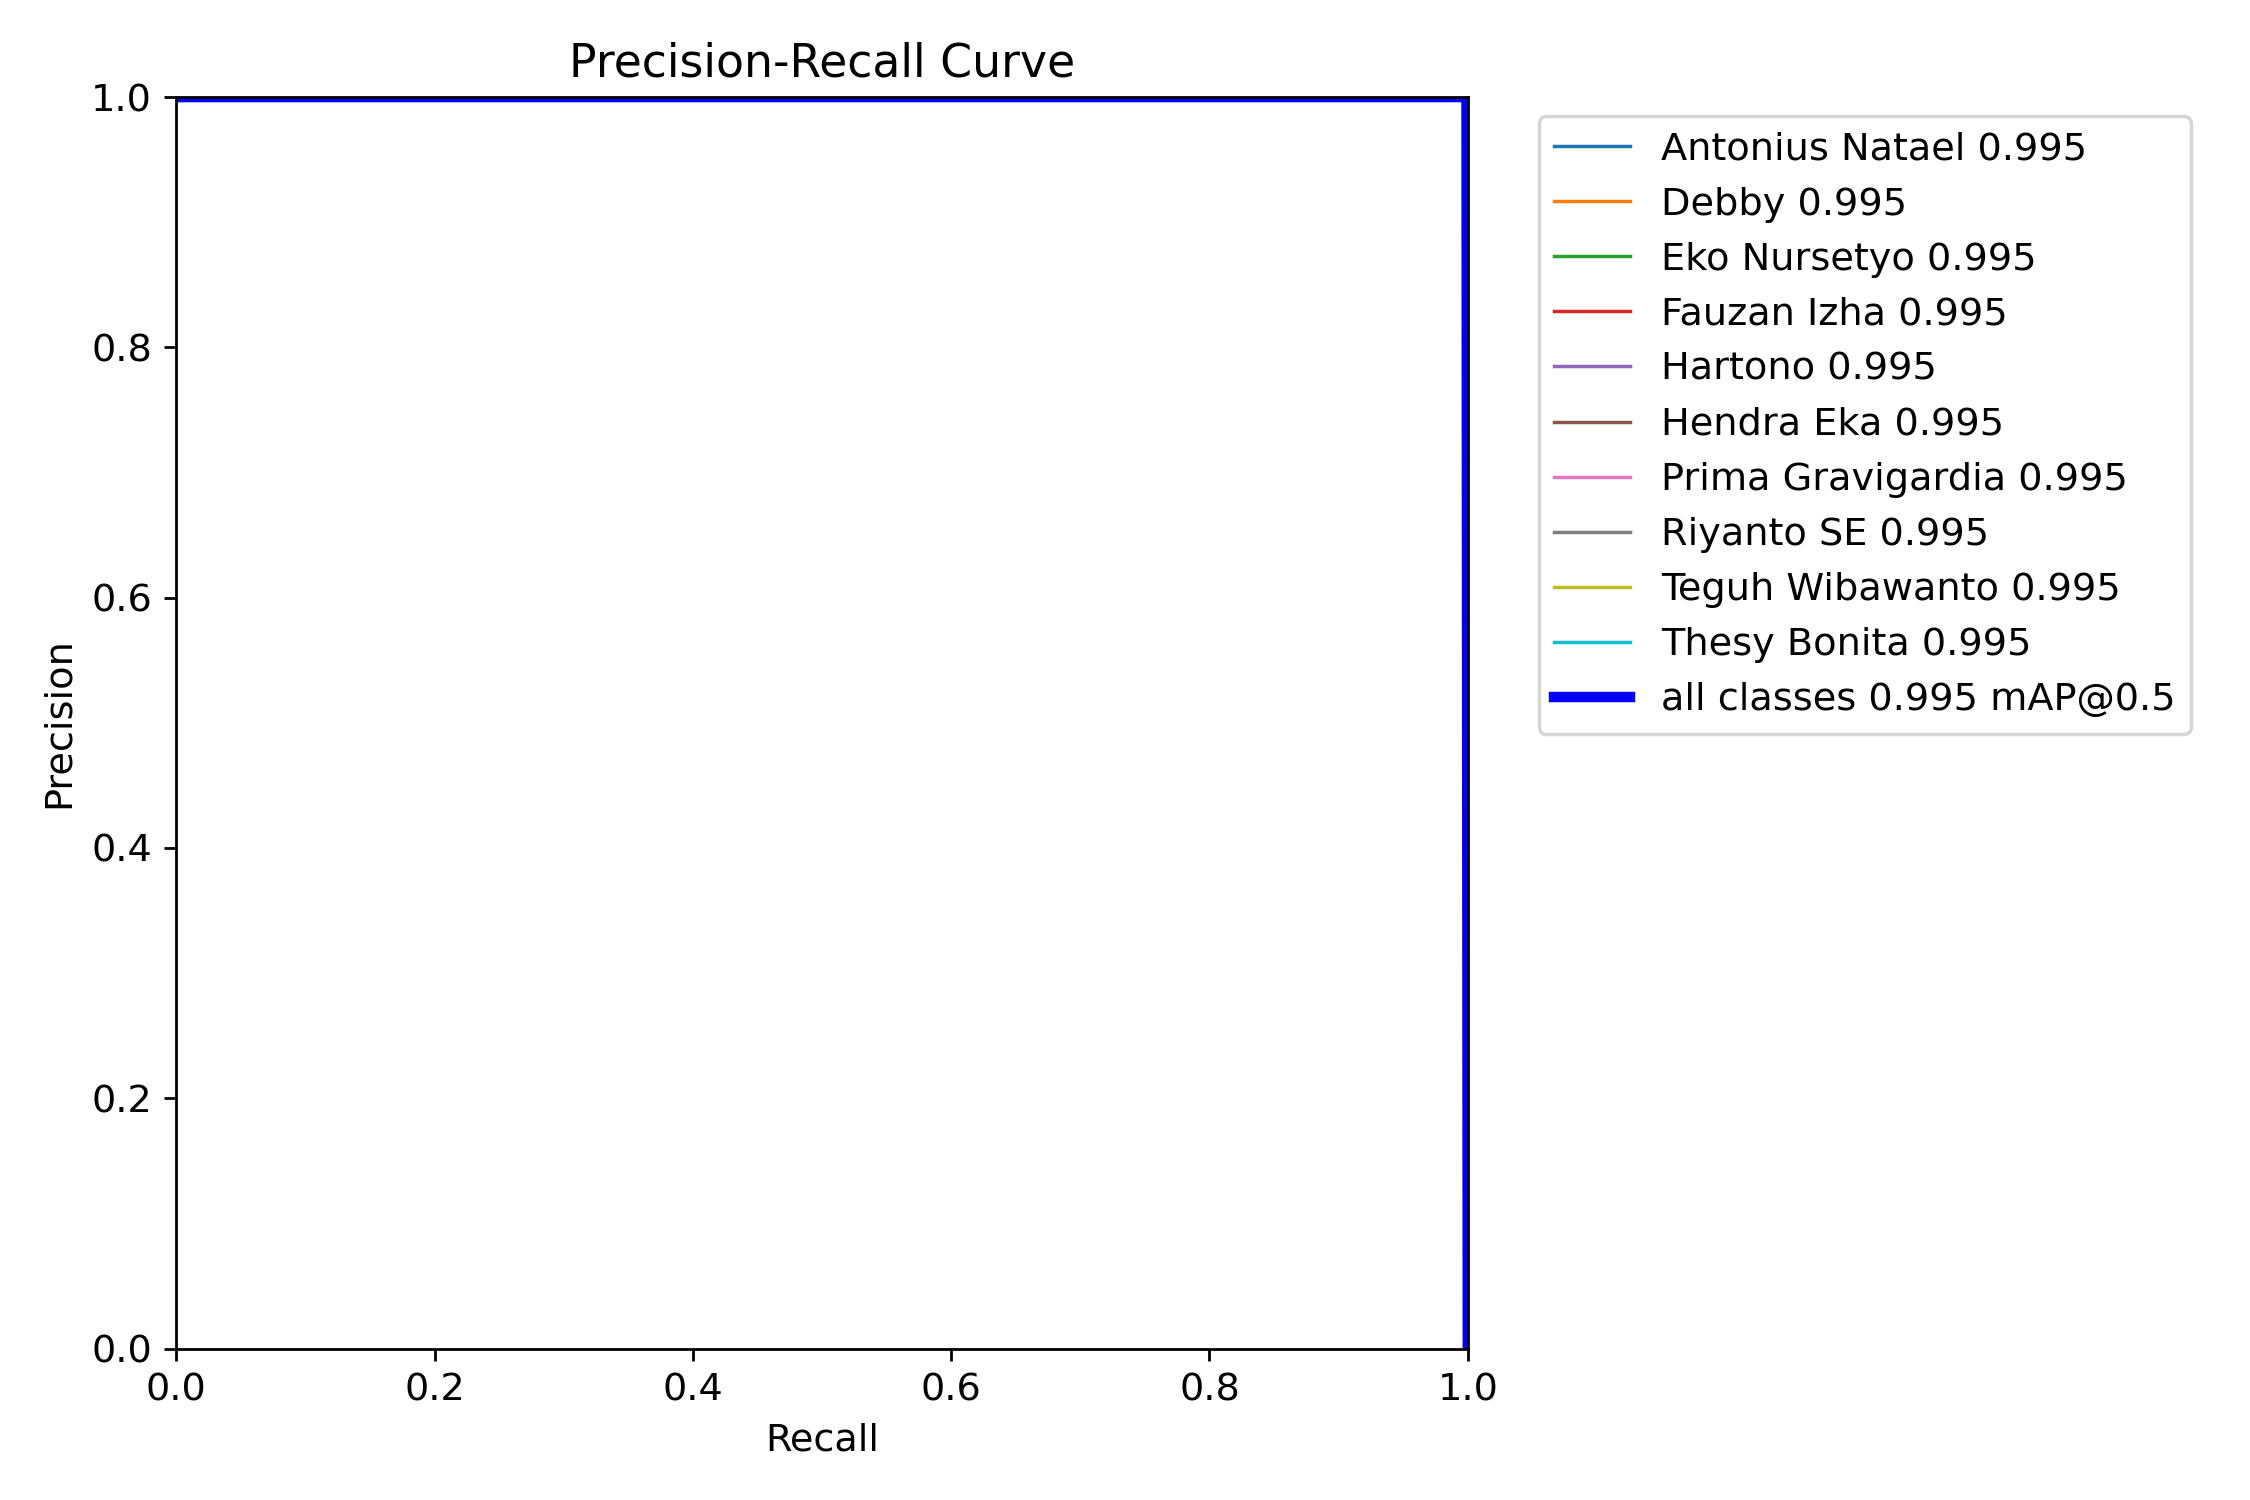 Precision-Recall Curve
1.0
0.8
0.6
0.4
0.2
0.0
Precision
0.0 0.2 0.4 0.6 0.8 1.0
Recall
Antonius Natael 0.995
Debby 0.995
Eko Nursetyo 0.995
Fauzan Izha 0.995
Hartono 0.995
Hendra Eka 0.995
Prima Gravigardia 0.995
Riyanto SE 0.995
Teguh Wibawanto 0.995
Thesy Bonita 0.995
all classes 0.995 mAP@0.5